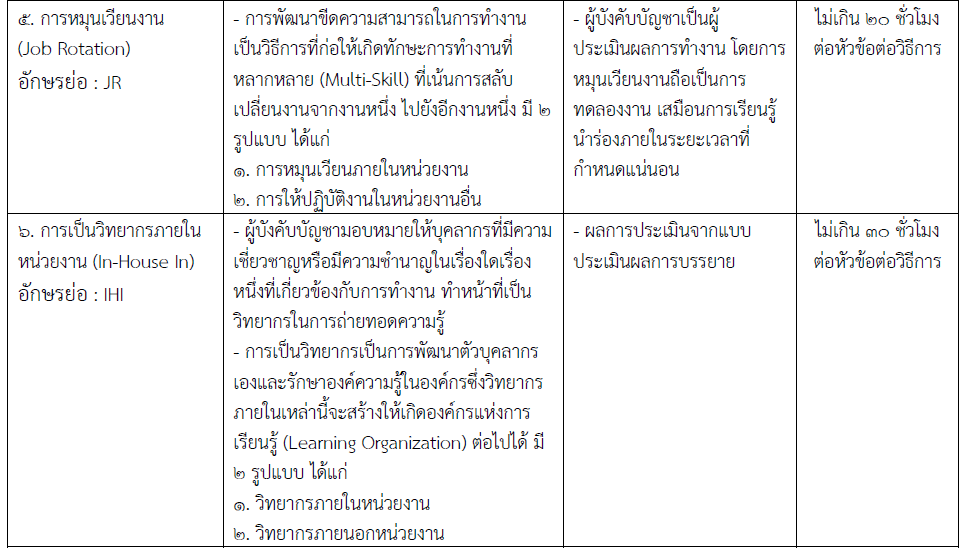 ๕. การหมุนเวียนงาน
(Job Rotation)
อักษรย่อ : JR
- การพัฒนาขีดความสามารถในการทำงาน
เป็นวิธีการที่ก่อให้เกิดทักษะการทำงานที่
หลากหลาย (Multi-Skill) ที่เน้นการสลับ
เปลี่ยนงานจากงานหนึ่ง ไปยังอีกงานหนึ่ง มี ๒
รูปแบบ ได้แก่
๑. การหมุนเวียนภายในหน่วยงาน
๒. การให้ปฏิบัติงานในหน่วยงานอื่น
- ผู้บังคับบัญชาเป็นผู้
ประเมินผลการทำงาน โดยการ
หมุนเวียนงานถือเป็นการ
ทดลองงาน เสมือนการเรียนรู้
นำร่องภายในระยะเวลาที่
กำหนดแน่นอน
ไม่เกิน ๒๐ ชั่วโมง
ต่อหัวข้อต่อวิธีการ
๖. การเป็นวิทยากรภายใน
หน่วยงาน (In-House In)
อักษรย่อ : IHI
- ผู้บังคับบัญชามอบหมายให้บุคลากรที่มีความ
เชี่ยวชาญหรือมีความชำนาญในเรื่องใดเรื่อง
หนึ่งที่เกี่ยวข้องกับการทำงาน ทำหน้าที่เป็น
วิทยากรในการถ่ายทอดความรู้
- การเป็นวิทยากรเป็นการพัฒนาตัวบุคลากร
เองและรักษาองค์ความรู้ในองค์กรซึ่งวิทยากร
ภายในเหล่านี้จะสร้างให้เกิดองค์กรแห่งการ
เรียนรู้ (Learning Organization) ต่อไปได้ มี
๒ รูปแบบ ได้แก่
๑. วิทยากรภายในหน่วยงาน
๒. วิทยากรภายนอกหน่วยงาน
- ผลการประเมินจากแบบ
ประเมินผลการบรรยาย
ไม่เกิน ๓๐ ชั่วโมง
ต่อหัวข้อต่อวิธีการ